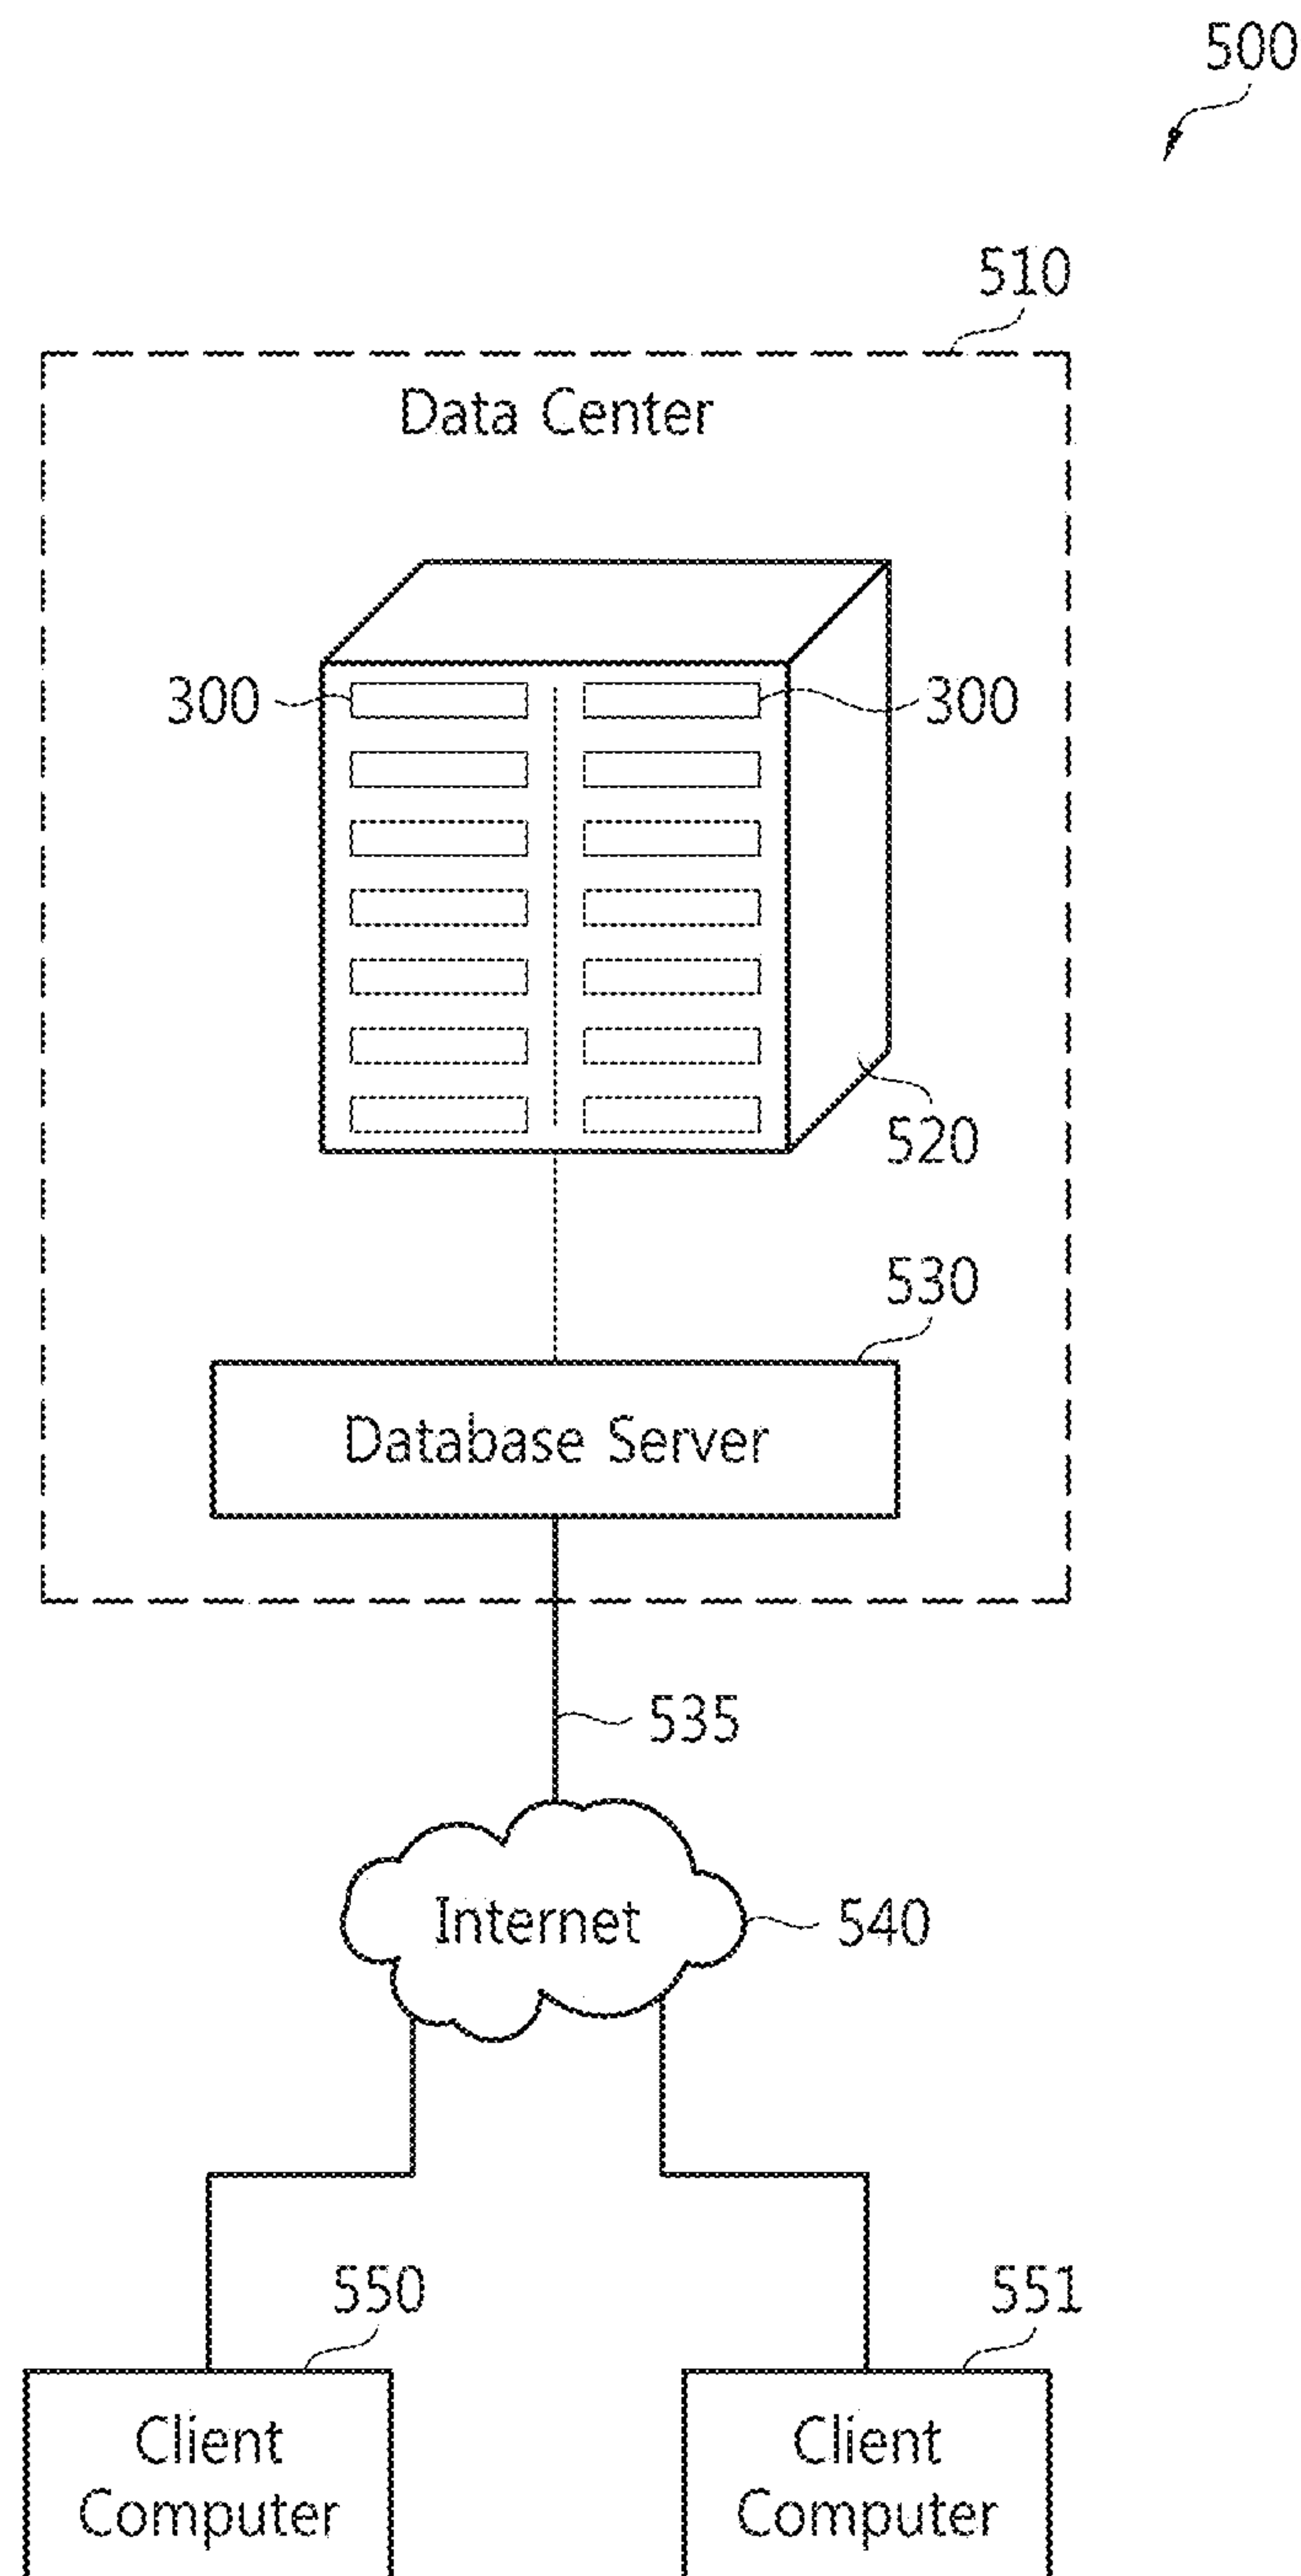 500
510
Data Center
300
300
520
530
Database Server
535
Internet
540
550
551
Client
Computer
Client
Computer